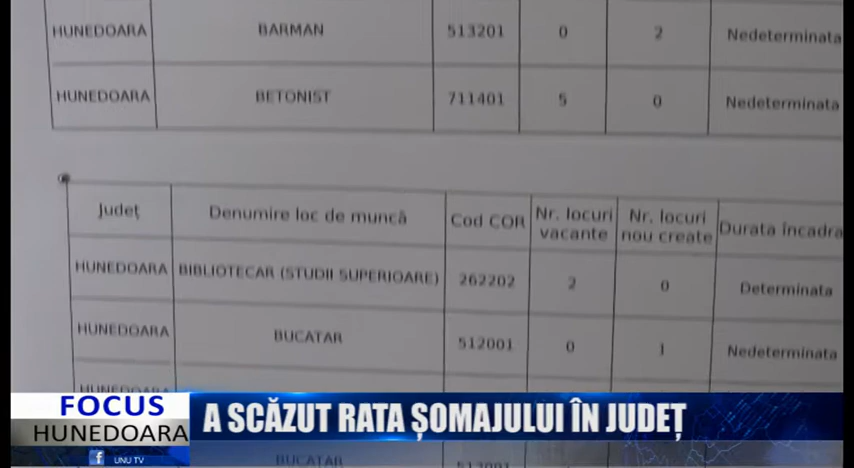 HUNEDOARA BARMAN 513201 0 2 Nedeterminata
HUNEDOARA BETONIST 711401 5 0 Nedeterminata
Județ Denumire loc de muncă Cod COR Nr. locuri vacante Nr. locuri nou create Durata încadra
HUNEDOARA BIBLIOTECAR (STUDII SUPERIOARE) 262202 2 0 Determinata
HUNEDOARA BUCATAR 512001 0 1 Nedeterminata
HUNEDOARA
FOCUS
HUNEDOARA
A SCĂZUT RATA ȘOMAJULUI ÎN JUDEȚ
UNU TV
BUCATAR